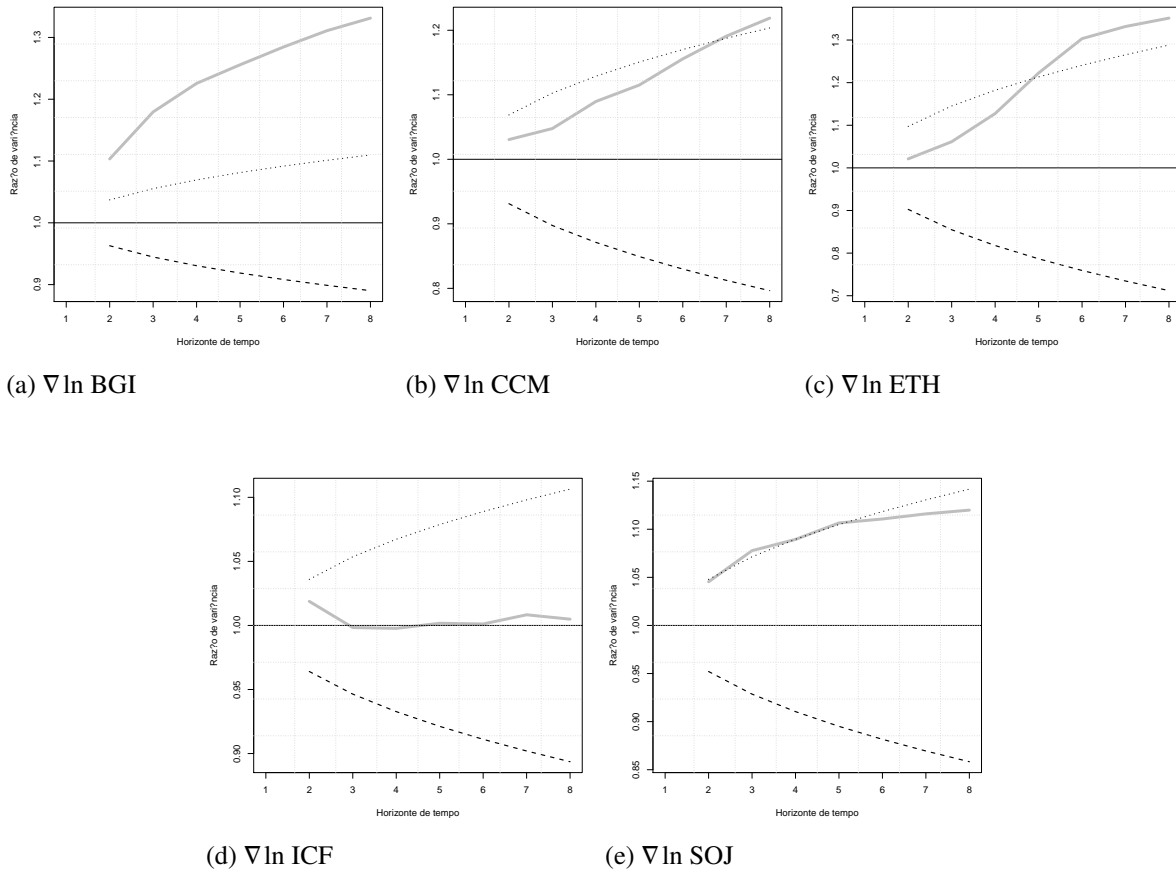 Raz?o de vari?ncia
0.9 1.0 1.1 1.2 1.3
1 2 3 4 5 6 7 8
Horizonte de tempo
Raz?o de vari?ncia
0.8 0.9 1.0 1.1 1.2
1 2 3 4 5 6 7 8
Horizonte de tempo
Raz?o de vari?ncia
0.7 0.8 0.9 1.0 1.1 1.2 1.3
1 2 3 4 5 6 7 8
Horizonte de tempo
(a) ∇ ln BGI
(b) ∇ ln CCM
(c) ∇ ln ETH
Raz?o de vari?ncia
0.90 0.95 1.00 1.05 1.10
1 2 3 4 5 6 7 8
Horizonte de tempo
Raz?o de vari?ncia
0.85 0.90 0.95 1.00 1.05 1.10 1.15
1 2 3 4 5 6 7 8
Horizonte de tempo
(d) ∇ ln ICF
(e) ∇ ln SOJ